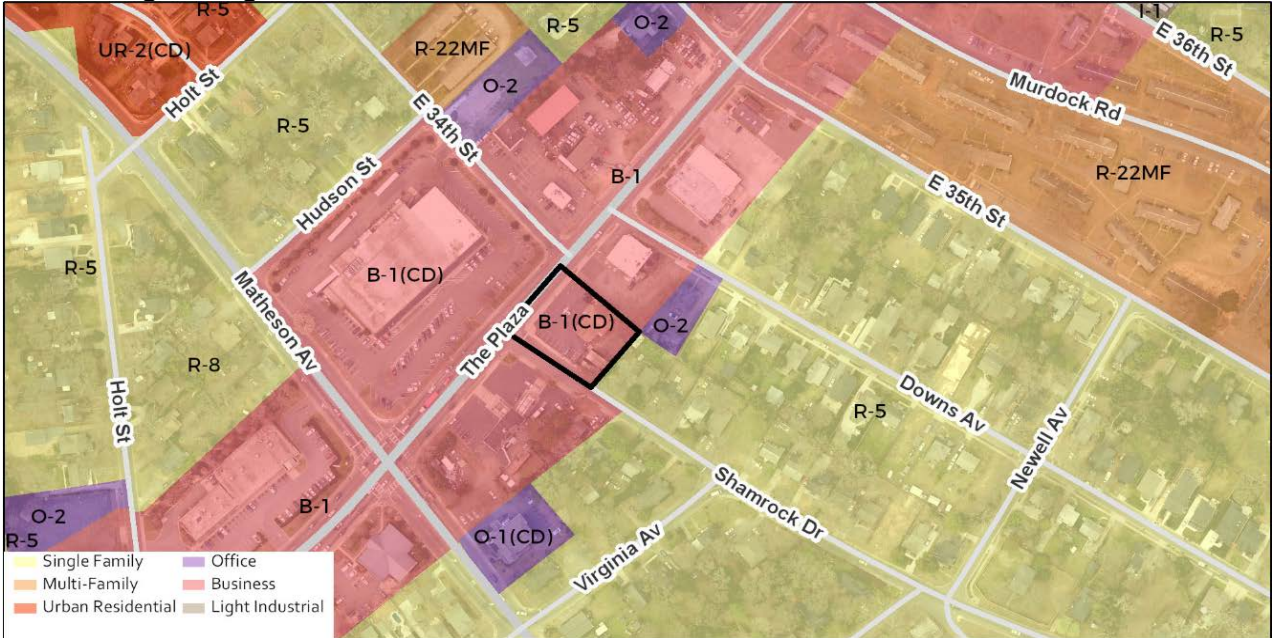 R-5
I-1
R-5
R-5
O-2
E 36th St
UR-2(CD)
R-22MF
Holt St
O-2
Murdock Rd
R-5
E 34th St
B-1
R-22MF
Hudson St
E 35th St
R-5
B-1(CD)
Matheson Av
The Plaza
B-1(CD)
O-2
R-8
Holt St
R-5
Downs Av
Newell Av
Shamrock Dr
O-2
B-1
R-5
O-1(CD)
Virginia Av
Single Family
Office
Multi-Family
Business
Urban Residential
Light Industrial